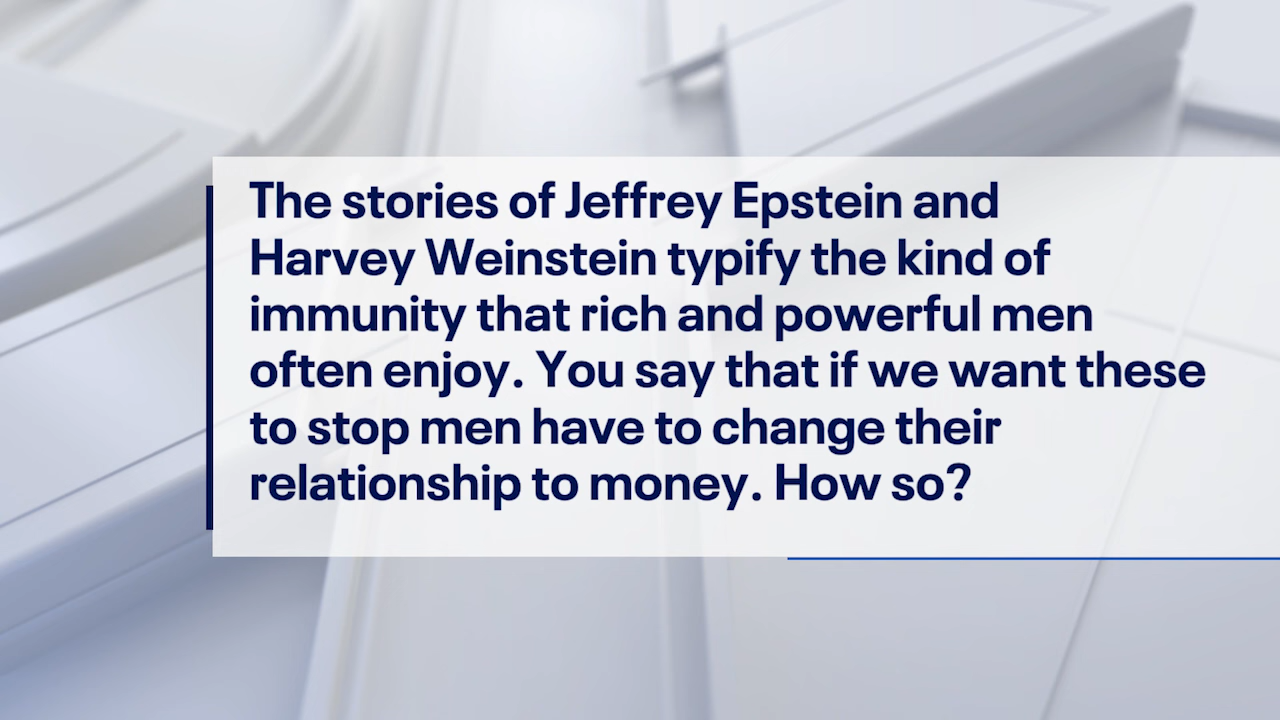 The stories of Jeffrey Epstein and
Harvey Weinstein typify the kind of
immunity that rich and powerful men
often enjoy. You say that if we want these
to stop men have to change their
relationship to money. How so?